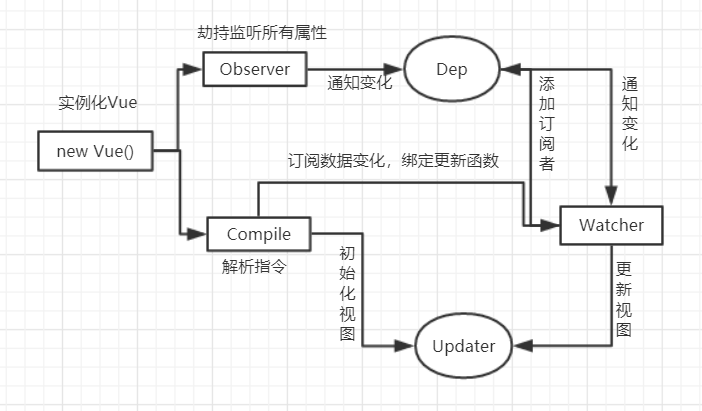 劫持监听所有属性
Observer
通知变化
Dep
实例化Vue
new Vue()
添加订阅者
通知变化
订阅数据变化，绑定更新函数
Compile
解析指令
Watcher
初始化视图
更新视图
Updater